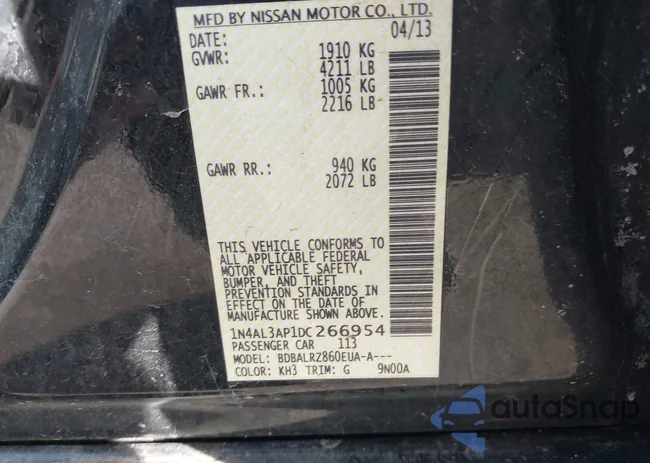 MFD BY NISSAN MOTOR CO., LTD.
DATE: 04/13
GVWR: 1910 KG
4211 LB
GAWR FR.: 1005 KG
2216 LB
GAWR RR.: 940 KG
2072 LB
THIS VEHICLE CONFORMS TO
ALL APPLICABLE FEDERAL
MOTOR VEHICLE SAFETY,
BUMPER, AND THEFT
PREVENTION STANDARDS IN
EFFECT ON THE DATE OF
MANUFACTURE SHOWN ABOVE.
1N4AL3AP1DC266954
PASSENGER CAR 113
MODEL: BDBALRZ860EUA-A---
COLOR: KH3 TRIM: G 9N00A
autoSnap